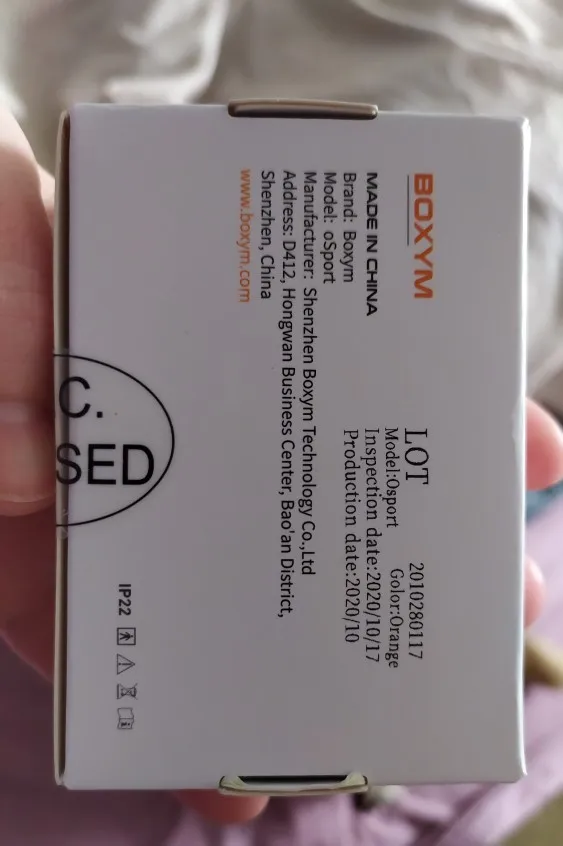 BOXYM
MADE IN CHINA
Brand: Boxym
Model: oSport
Manufacturer: Shenzhen Boxym Technology Co.,Ltd
Address: D412, Hongwan Business Center, Bao'an District,
Shenzhen, China
www.boxym.com
LOT 2010280117
Model:Osport Golor:Orange
Inspection date:2020/10/17
Production date:2020/10
SED
IP22